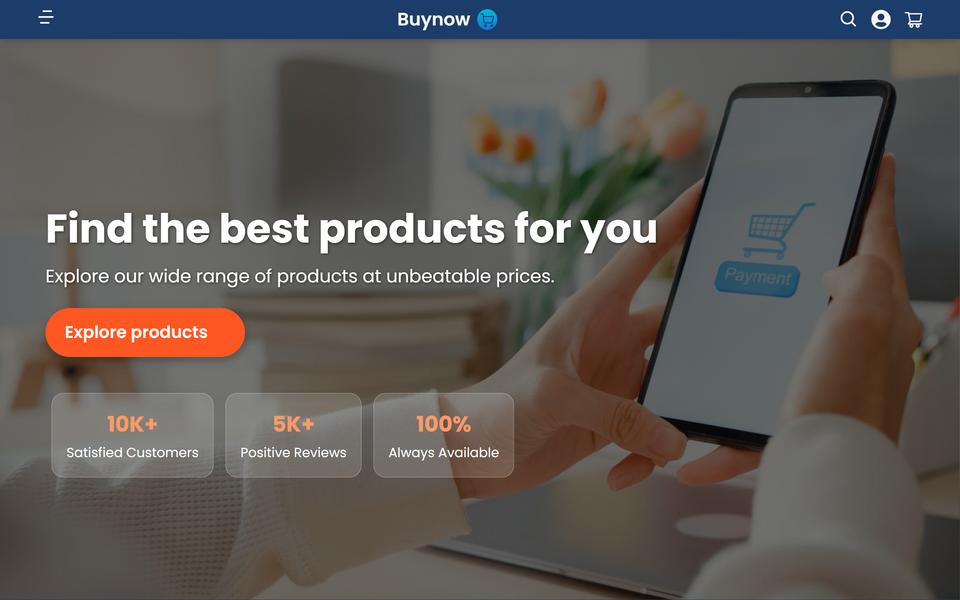 Buynow
Find the best products for you
Explore our wide range of products at unbeatable prices.
Explore products
10K+
Satisfied Customers
5K+
Positive Reviews
100%
Always Available
Payment